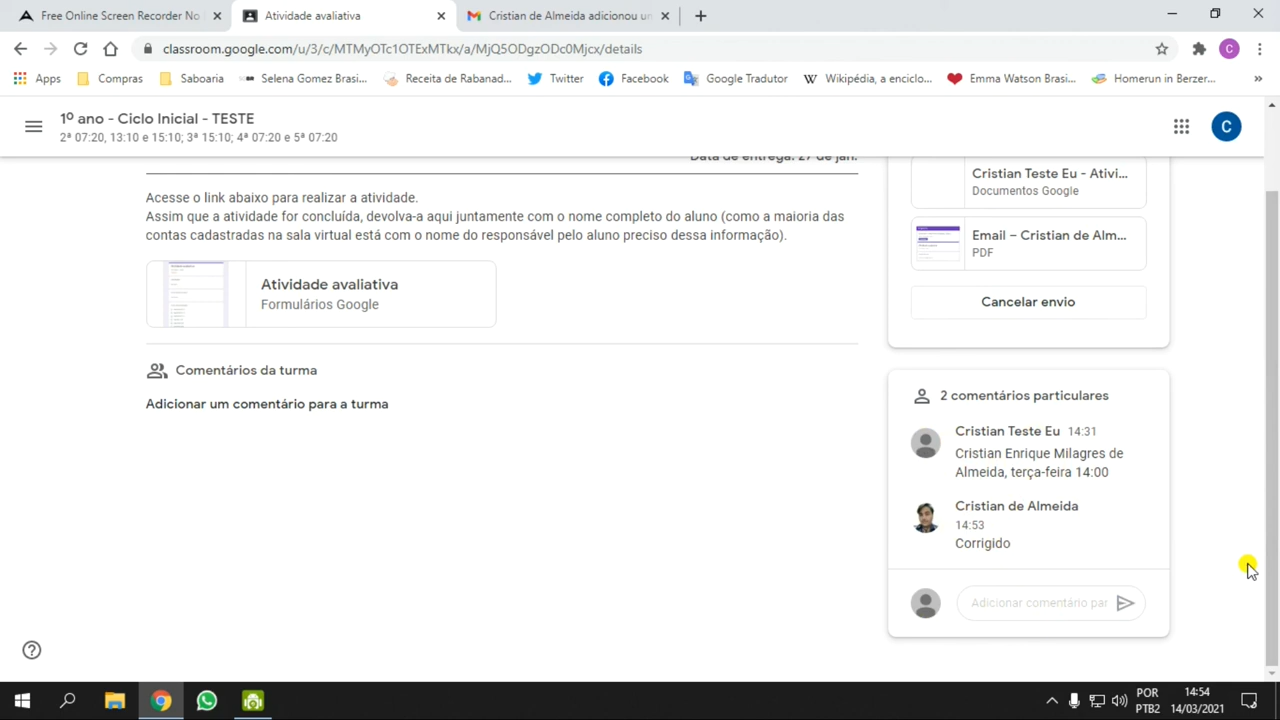 Free Online Screen Recorder No
Atividade avaliativa
Cristian de Almeida adicionou un
classroom.google.com/u/3/c/MTMyOTc1OTExMTkx/a/MjQ5ODgzODc0Mjcx/details
C
Apps
Compras
Saboaria
Selena Gomez Brasi...
Receita de Rabanad...
Twitter
Facebook
Google Tradutor
Wikipédia, a enciclo...
Emma Watson Brasi...
Homerun in Berzer...
»
1º ano - Ciclo Inicial - TESTE
2ª 07:20, 13:10 e 15:10; 3ª 15:10; 4ª 07:20 e 5ª 07:20
C
Data de entrega: 27 de jan.
Acesse o link abaixo para realizar a atividade.
Assim que a atividade for concluída, devolva-a aqui juntamente com o nome completo do aluno (como a maioria das
contas cadastradas na sala virtual está com o nome do responsável pelo aluno preciso dessa informação).
Atividade avaliativa
Formulários Google
Comentários da turma
Adicionar um comentário para a turma
Cristian Teste Eu - Ativi...
Documentos Google
Email – Cristian de Alm...
PDF
Cancelar envio
2 comentários particulares
Cristian Teste Eu 14:31
Cristian Enrique Milagres de
Almeida, terça-feira 14:00
Cristian de Almeida
14:53
Corrigido
Adicionar comentário par
POR
PTB2
14:54
14/03/2021